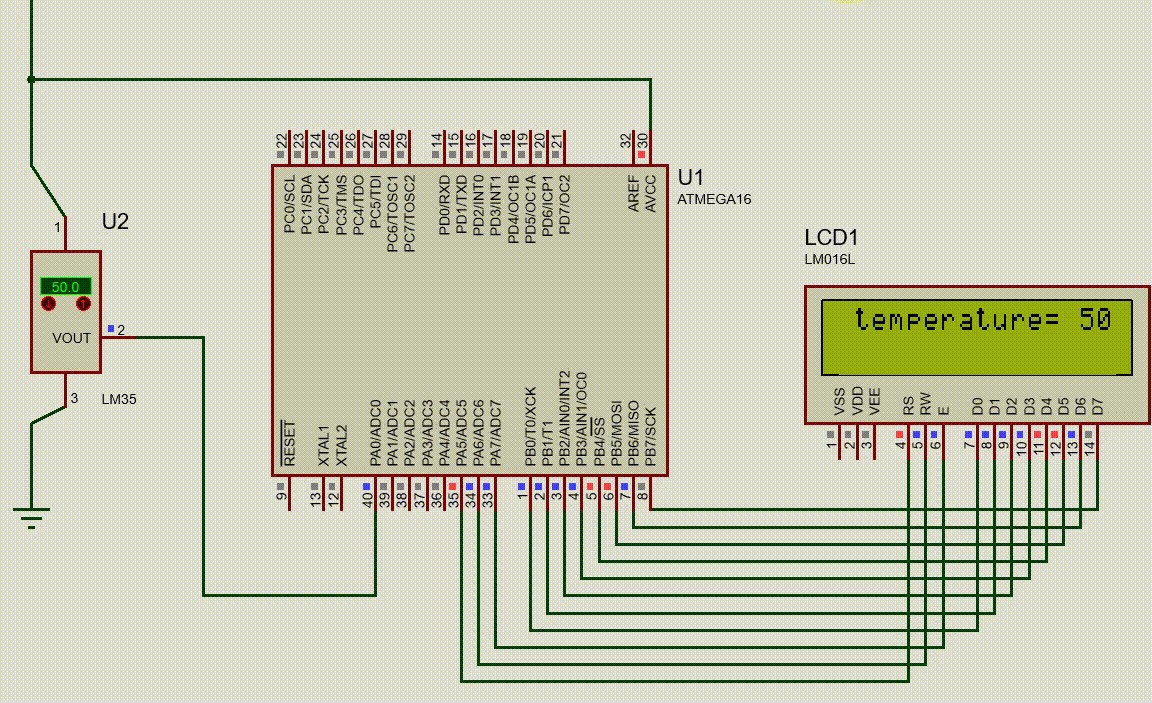 22 23 24 25 26 27 28 29 14 15 16 17 18 19 20 21 32 30
PC0/SCL
PC1/SDA
PC2/TCK
PC3/TMS
PC4/TDO
PC5/TDI
PC6/TOSC1
PC7/TOSC2
PD0/RXD
PD1/TXD
PD2/INT0
PD3/INT1
PD4/OC1B
PD5/OC1A
PD6/ICP1
PD7/OC2
AREF
AVCC
U1
ATMEGA16
U2
1
50.0
VOUT
2
3
LM35
LCD1
LM016L
temperature= 50
VSS
VDD
VEE
RS
RW
E
D0
D1
D2
D3
D4
D5
D6
D7
1 2 3 4 5 6 7 8 9 10 11 12 13 14
RESET
XTAL1
XTAL2
PA0/ADC0
PA1/ADC1
PA2/ADC2
PA3/ADC3
PA4/ADC4
PA5/ADC5
PA6/ADC6
PA7/ADC7
PB0/T0/XCK
PB1/T1
PB2/AIN0/INT2
PB3/AIN1/OC0
PB4/SS
PB5/MOSI
PB6/MISO
PB7/SCK
9 13 12 40 39 38 37 36 35 34 33 1 2 3 4 5 6 7 8